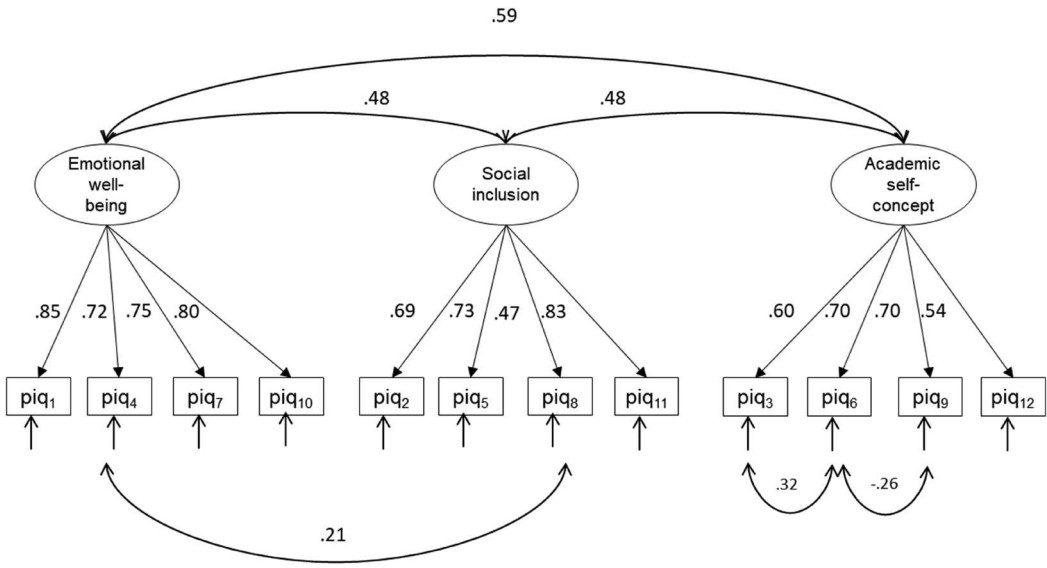 .59
.48 .48
Emotional
well-
being
Social
inclusion
Academic
self-
concept
.85 .72 .75 .80 .69 .73 .47 .83 .60 .70 .70 .54
piq₁ piq₄ piq₇ piq₁₀ piq₂ piq₅ piq₈ piq₁₁ piq₃ piq₆ piq₉ piq₁₂
.32 -.26
.21